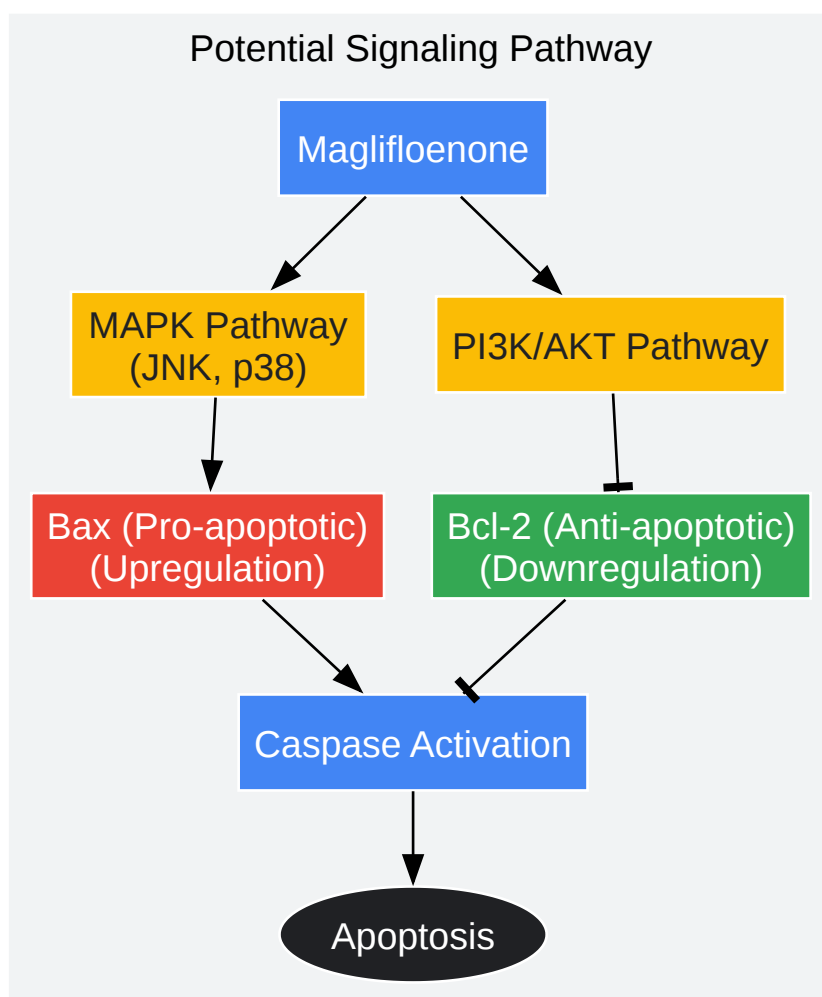 Potential Signaling Pathway
Maglifloenone
MAPK Pathway
(JNK, p38)
PI3K/AKT Pathway
Bax (Pro-apoptotic)
(Upregulation)
Bcl-2 (Anti-apoptotic)
(Downregulation)
Caspase Activation
Apoptosis